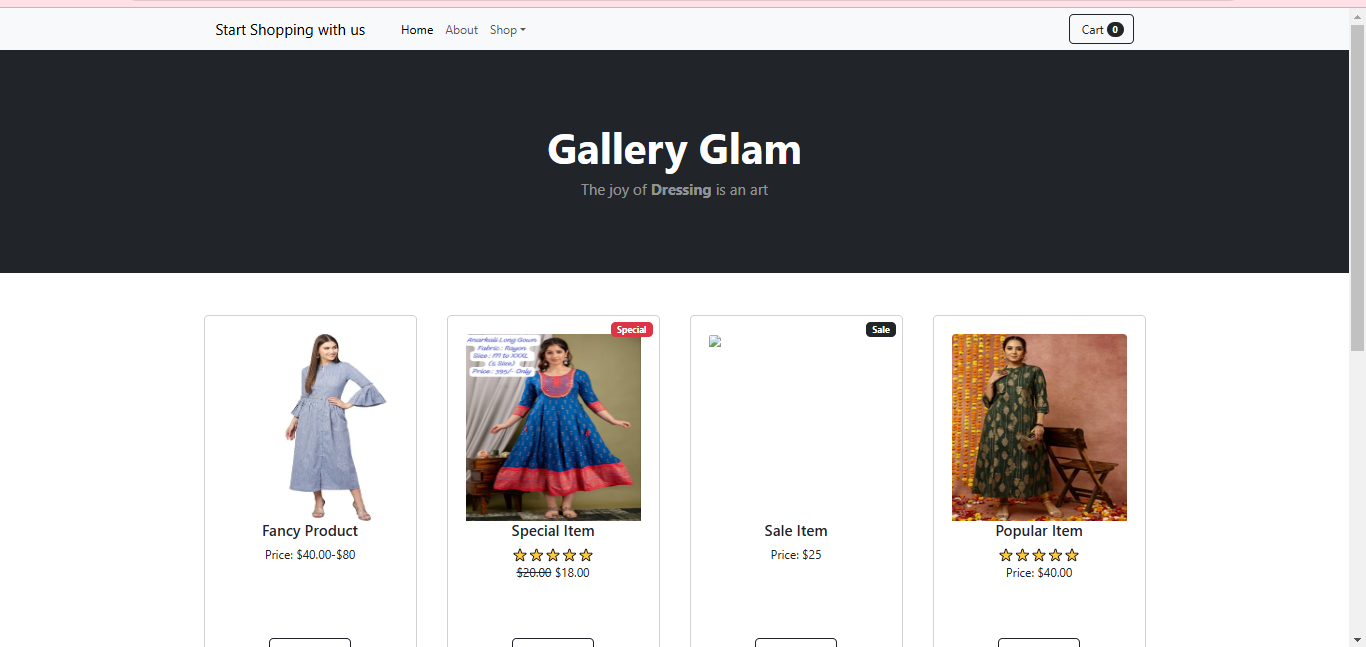 Start Shopping with us
Home
About
Shop
Cart 0
Gallery Glam
The joy of Dressing is an art
Fancy Product
Price: $40.00-$80
Special
Anarkali Long Gown
Fabric : Rayon
Size : M to XXXL
(5 Size)
Price : 395/- Only
Special Item
$20.00 $18.00
Sale
Sale Item
Price: $25
Popular Item
Price: $40.00